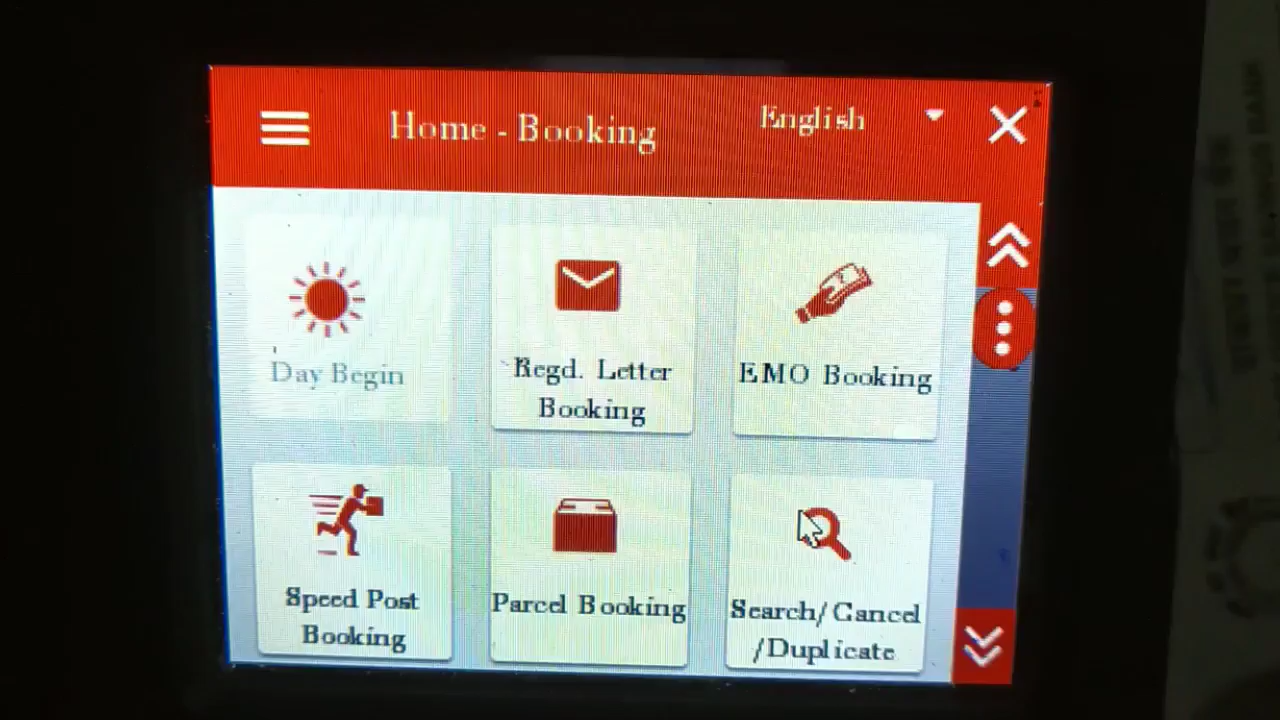 Home - Booking
English
Day Begin
Regd. Letter
Booking
EMO Booking
Speed Post
Booking
Parcel Booking
Search/Cancel
/Duplicate